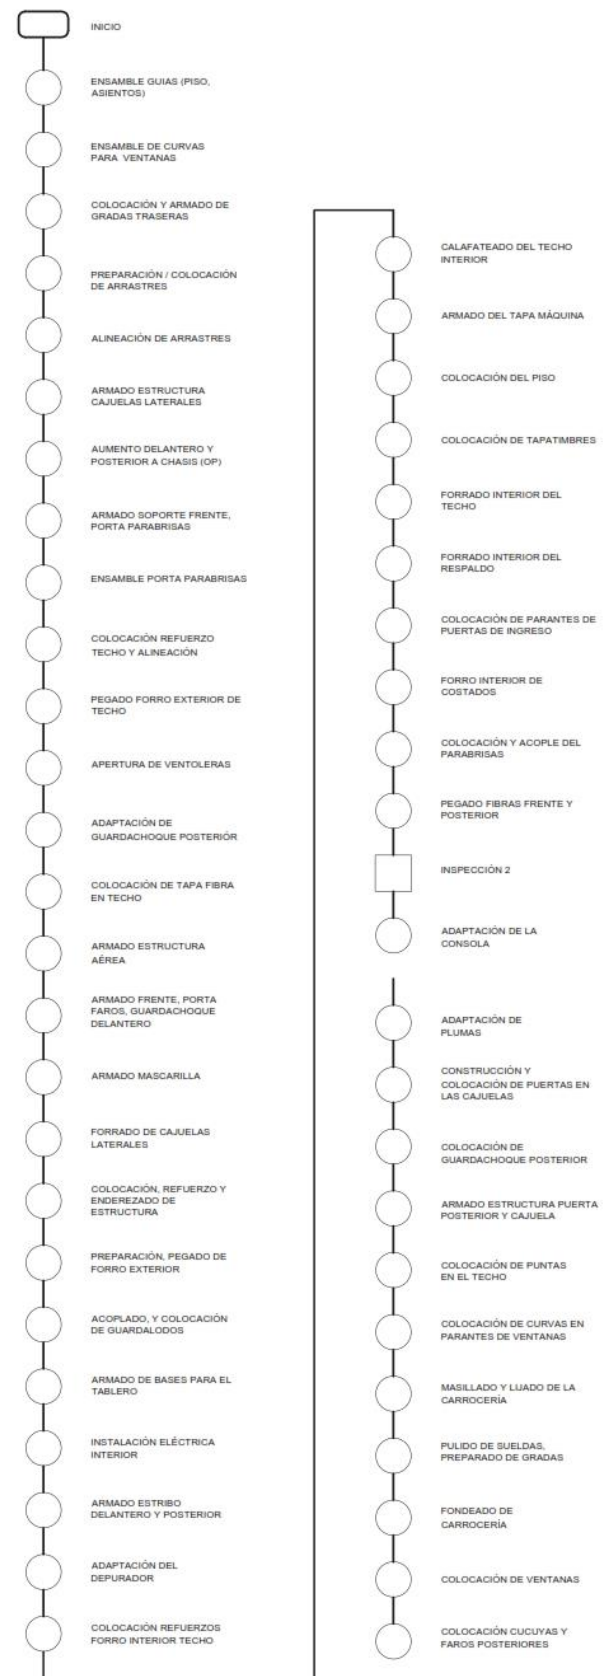 INICIO
ENSAMBLE GUIAS (PISO,
ASIENTOS)
ENSAMBLE DE CURVAS
PARA VENTANAS
COLOCACIÓN Y ARMADO DE
GRADAS TRASERAS
PREPARACIÓN / COLOCACIÓN
DE ARRASTRES
ALINEACIÓN DE ARRASTRES
ARMADO ESTRUCTURA
CAJUELAS LATERALES
AUMENTO DELANTERO Y
POSTERIOR A CHASIS (OP)
ARMADO SOPORTE FRENTE,
PORTA PARABRISAS
ENSAMBLE PORTA PARABRISAS
COLOCACIÓN REFUERZO
TECHO Y ALINEACIÓN
PEGADO FORRO EXTERIOR DE
TECHO
APERTURA DE VENTOLERAS
ADAPTACIÓN DE
GUARDACHOQUE POSTERIÓR
COLOCACIÓN DE TAPA FIBRA
EN TECHO
ARMADO ESTRUCTURA
AÉREA
ARMADO FRENTE, PORTA
FAROS, GUARDACHOQUE
DELANTERO
ARMADO MASCARILLA
FORRADO DE CAJUELAS
LATERALES
COLOCACIÓN, REFUERZO Y
ENDEREZADO DE
ESTRUCTURA
PREPARACIÓN, PEGADO DE
FORRO EXTERIOR
ACOPLADO, Y COLOCACIÓN
DE GUARDALODOS
ARMADO DE BASES PARA EL
TABLERO
INSTALACIÓN ELÉCTRICA
INTERIOR
ARMADO ESTRIBO
DELANTERO Y POSTERIOR
ADAPTACIÓN DEL
DEPURADOR
COLOCACIÓN REFUERZOS
FORRO INTERIOR TECHO
CALAFATEADO DEL TECHO
INTERIOR
ARMADO DEL TAPA MÁQUINA
COLOCACIÓN DEL PISO
COLOCACIÓN DE TAPATIMBRES
FORRADO INTERIOR DEL
TECHO
FORRADO INTERIOR DEL
RESPALDO
COLOCACIÓN DE PARANTES DE
PUERTAS DE INGRESO
FORRO INTERIOR DE
COSTADOS
COLOCACIÓN Y ACOPLE DEL
PARABRISAS
PEGADO FIBRAS FRENTE Y
POSTERIOR
INSPECCIÓN 2
ADAPTACIÓN DE LA
CONSOLA
ADAPTACIÓN DE
PLUMAS
CONSTRUCCIÓN Y
COLOCACIÓN DE PUERTAS EN
LAS CAJUELAS
COLOCACIÓN DE
GUARDACHOQUE POSTERIOR
ARMADO ESTRUCTURA PUERTA
POSTERIOR Y CAJUELA
COLOCACIÓN DE PUNTAS
EN EL TECHO
COLOCACIÓN DE CURVAS EN
PARANTES DE VENTANAS
MASILLADO Y LIJADO DE LA
CARROCERÍA
PULIDO DE SUELDAS,
PREPARADO DE GRADAS
FONDEADO DE
CARROCERÍA
COLOCACIÓN DE VENTANAS
COLOCACIÓN CUCUYAS Y
FAROS POSTERIORES